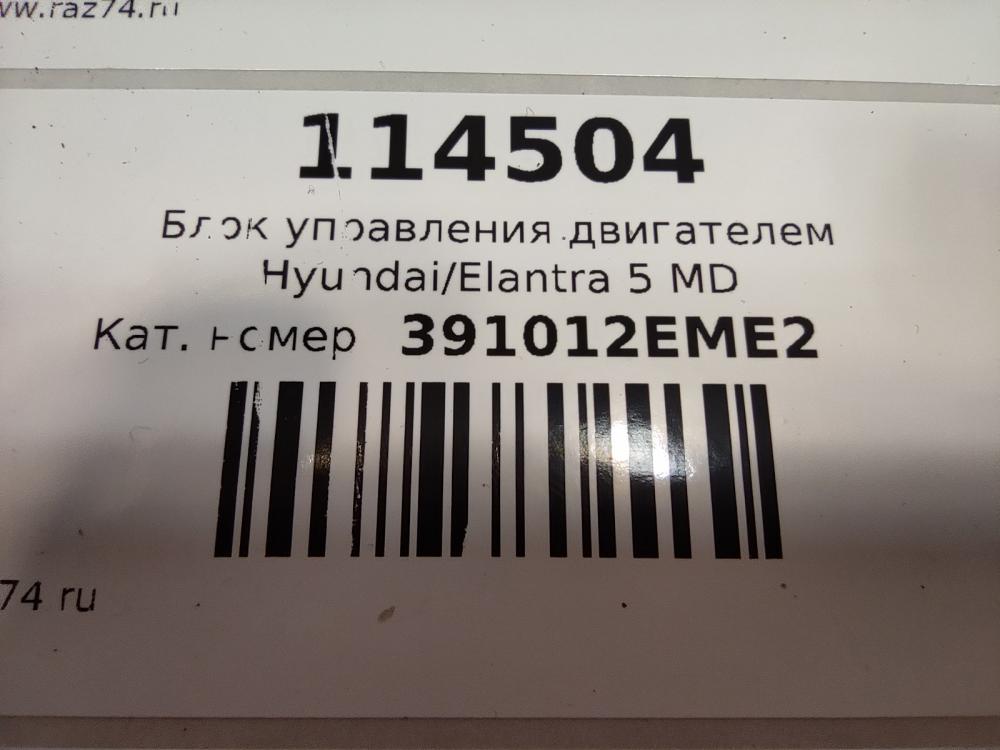 www.raz74.ru
114504
Блок управления двигателем
Hyundai/Elantra 5 MD
Кат. номер 391012EME2
74 ru